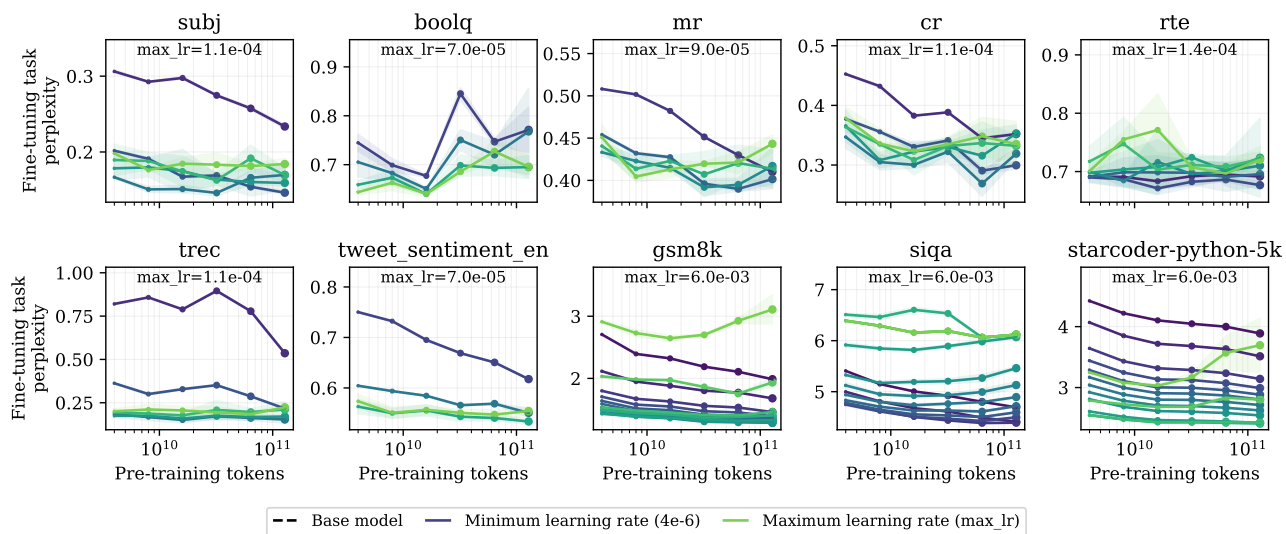 subj
boolq
mr
cr
rte
max_lr=1.1e-04
max_lr=7.0e-05
max_lr=9.0e-05
max_lr=1.1e-04
max_lr=1.4e-04
Fine-tuning task
perplexity
0.3
0.2
0.9
0.8
0.7
0.55
0.50
0.45
0.40
0.5
0.4
0.3
0.9
0.8
0.7
trec
tweet_sentiment_en
gsm8k
siqa
starcoder-python-5k
max_lr=1.1e-04
max_lr=7.0e-05
max_lr=6.0e-03
max_lr=6.0e-03
max_lr=6.0e-03
Fine-tuning task
perplexity
1.00
0.75
0.50
0.25
0.8
0.7
0.6
3
2
7
6
5
4
3
10^10 10^11
10^10 10^11
10^10 10^11
10^10 10^11
10^10 10^11
Pre-training tokens
Pre-training tokens
Pre-training tokens
Pre-training tokens
Pre-training tokens
Base model
Minimum learning rate (4e-6)
Maximum learning rate (max_lr)